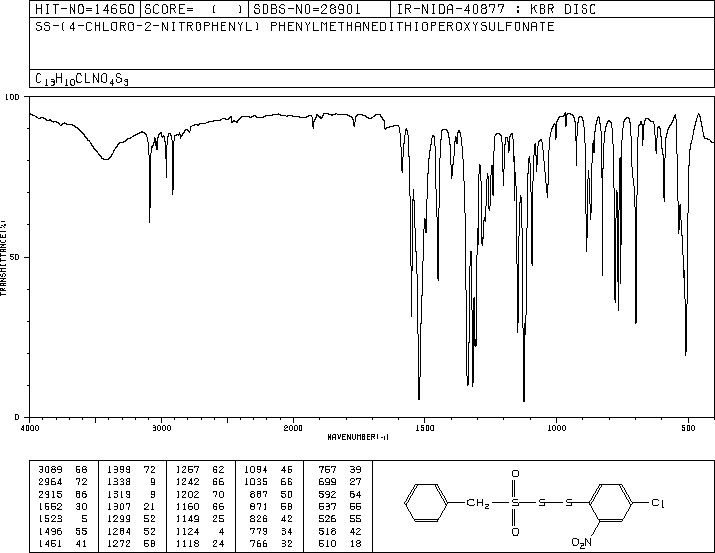 HIT-NO=14650 SCORE= ( ) SDBS-NO=28901 IR-NIDA-40877 : KBR DISC
SS-(4-CHLORO-2-NITROPHENYL) PHENYLMETHANEDITHIOPEROXYSULFONATE
C13H10CLNO4S3
100
TRANSMITTANCE(%)
50
0
4000 3000 2000 1500 1000 500
WAVENUMBER(-1)
3089 58 1399 72 1257 62 1094 46 757 39
2964 72 1338 9 1242 66 1035 66 699 27
2915 66 1319 9 1202 70 887 50 592 64
1552 30 1307 21 1160 66 871 58 537 55
1523 5 1299 52 1149 25 826 42 526 55
1496 55 1284 52 1124 4 779 34 518 42
1451 41 1272 58 1118 24 766 32 510 18
O
CH2 S S S Cl
O
O2N